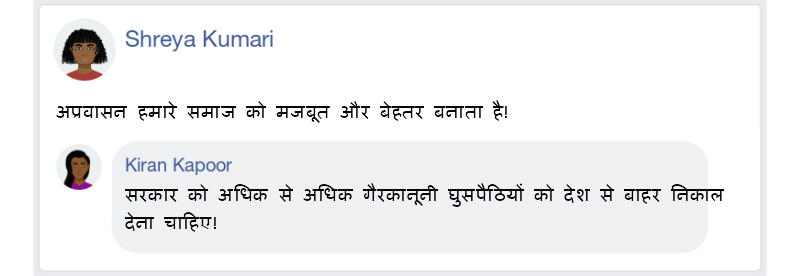 Shreya Kumari
अप्रवासन हमारे समाज को मजबूत और बेहतर बनाता है!
Kiran Kapoor
सरकार को अधिक से अधिक गैरकानूनी घुसपैठियों को देश से बाहर निकाल
देना चाहिए!